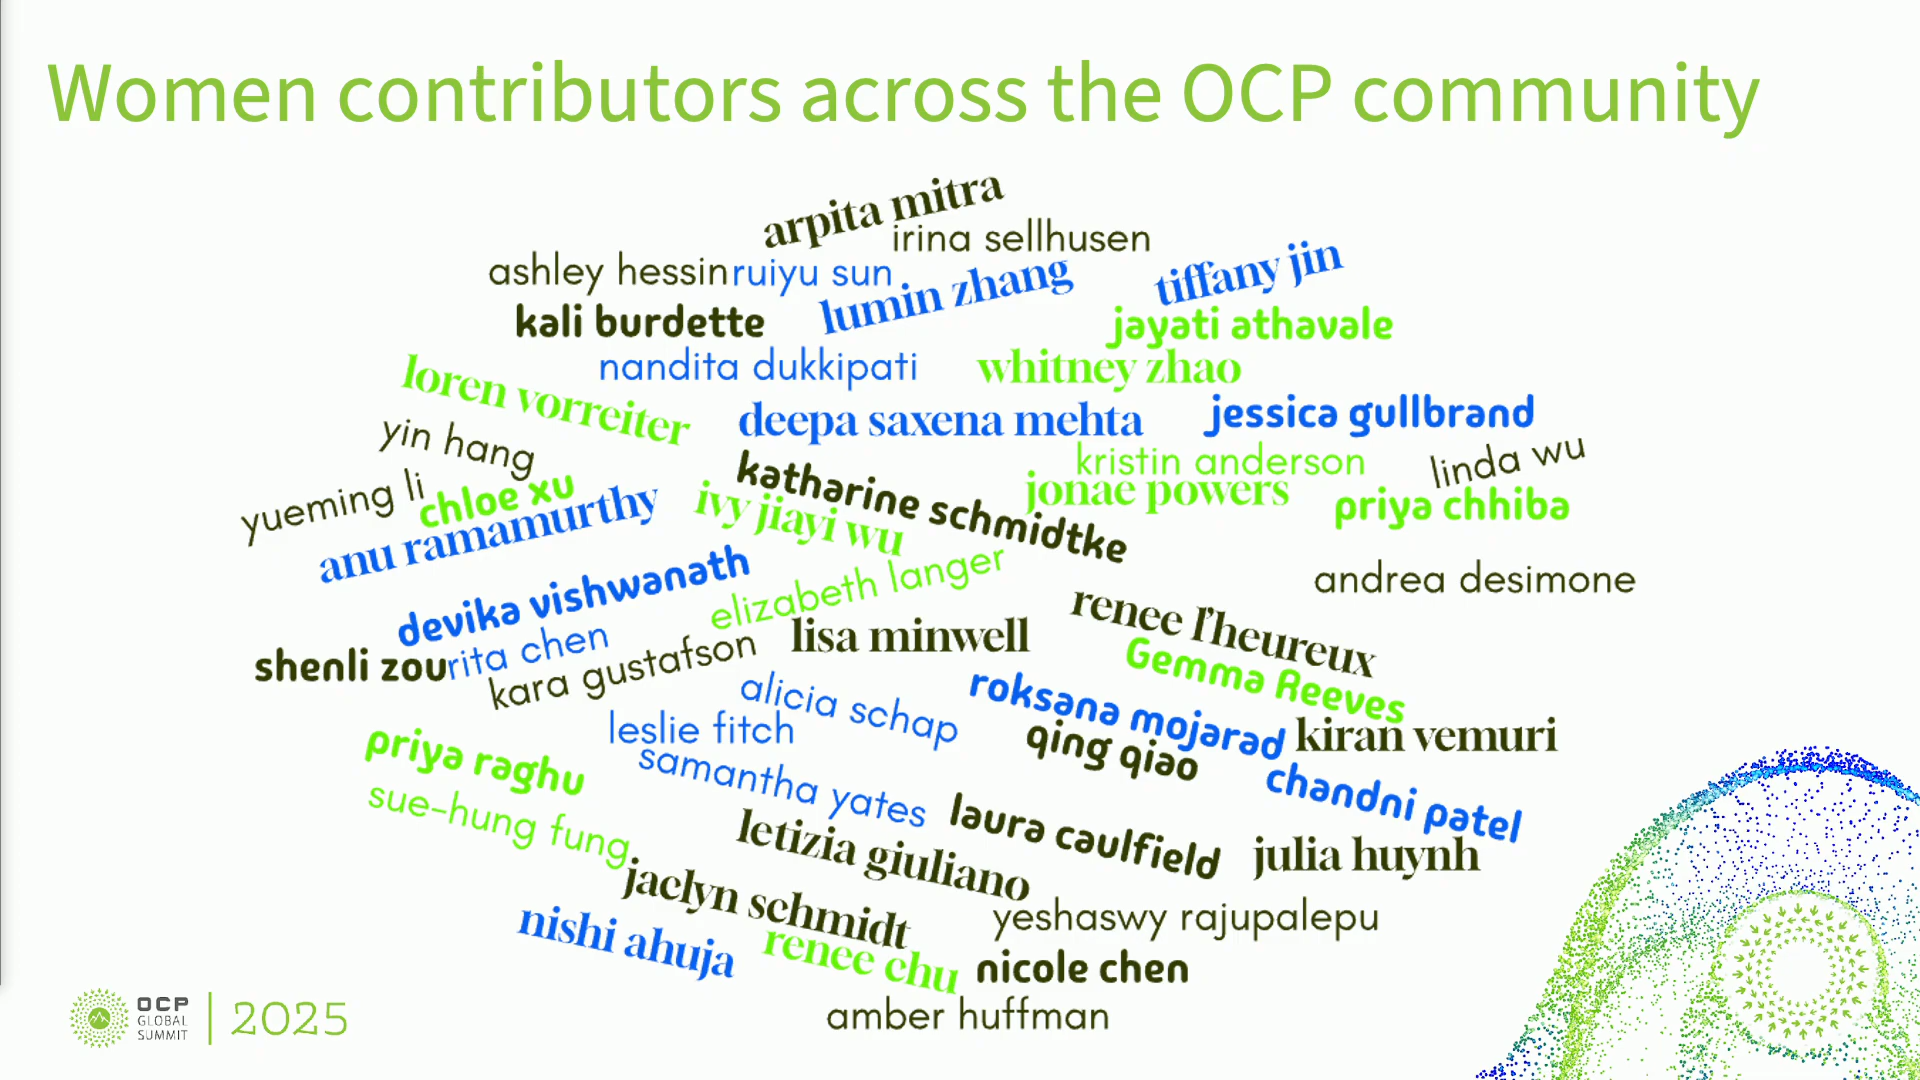 Women contributors across the OCP community
arpita mitra
irina sellhusen
ashley hessin
ruiyu sun
lumin zhang
tiffany jin
kali burdette
jayati athavale
nandita dukkipati
whitney zhao
loren vorreiter
deepa saxena mehta
jessica gullbrand
yin hang
kristin anderson
linda wu
katharine schmidtke
jonae powers
priya chhiba
yueming li
chloe xu
ivy jiayi wu
anu ramamurthy
andrea desimone
devika vishwanath
elizabeth langer
renee l'heureux
lisa minwell
shenli zou
rita chen
kara gustafson
Gemma Reeves
alicia schap
roksana mojarad
leslie fitch
qing qiao
kiran vemuri
priya raghu
samantha yates
chandni patel
sue-hung fung
letizia giuliano
laura caulfield
julia huynh
jaclyn schmidt
yeshaswy rajupalepu
nishi ahuja
renee chu
nicole chen
amber huffman
OCP
GLOBAL
SUMMIT
2025